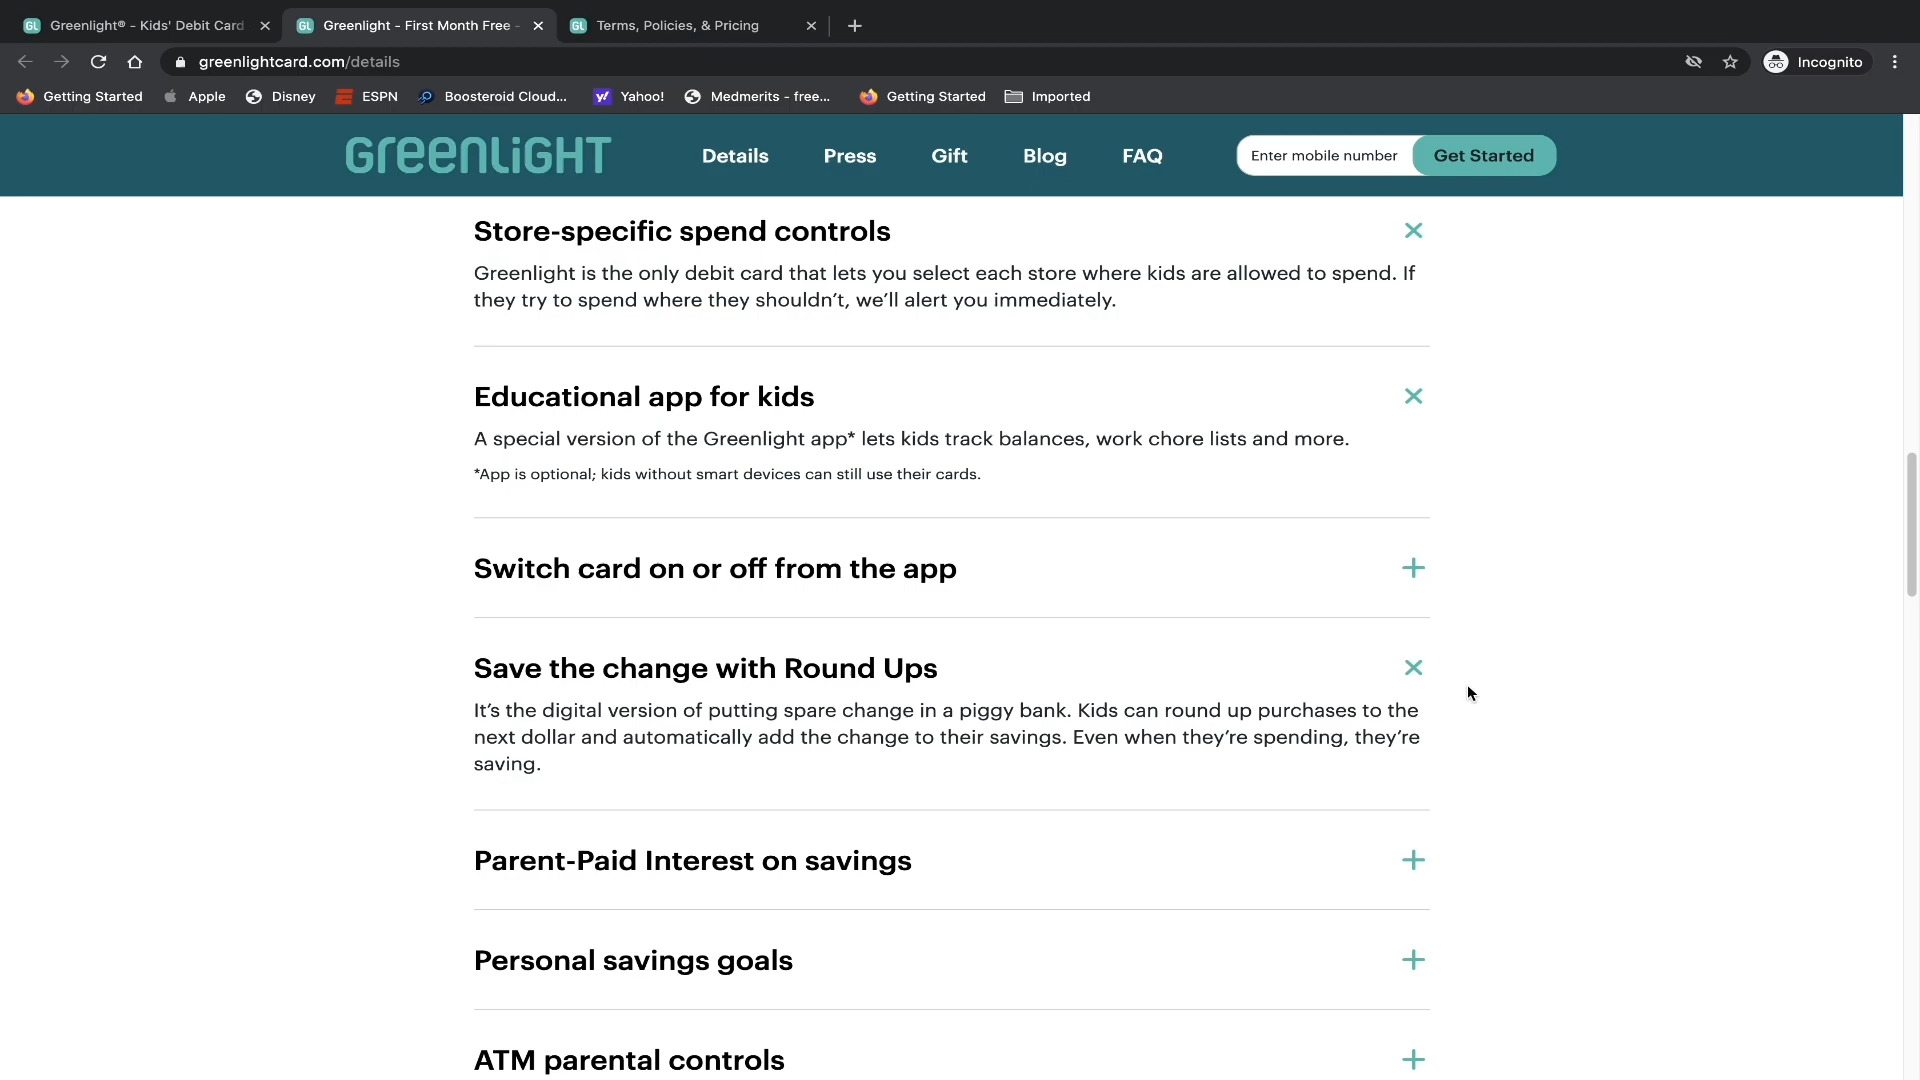 GL Greenlight® - Kids' Debit Card
GL Greenlight - First Month Free -
GL Terms, Policies, & Pricing
greenlightcard.com/details
Incognito
Getting Started
Apple
Disney
ESPN
Boosteroid Cloud...
y! Yahoo!
Medmerits - free...
Getting Started
Imported
GreenLiGHT
Details
Press
Gift
Blog
FAQ
Enter mobile number
Get Started
Store-specific spend controls
Greenlight is the only debit card that lets you select each store where kids are allowed to spend. If
they try to spend where they shouldn’t, we’ll alert you immediately.
Educational app for kids
A special version of the Greenlight app* lets kids track balances, work chore lists and more.
*App is optional; kids without smart devices can still use their cards.
Switch card on or off from the app
Save the change with Round Ups
It’s the digital version of putting spare change in a piggy bank. Kids can round up purchases to the
next dollar and automatically add the change to their savings. Even when they’re spending, they’re
saving.
Parent-Paid Interest on savings
Personal savings goals
ATM parental controls